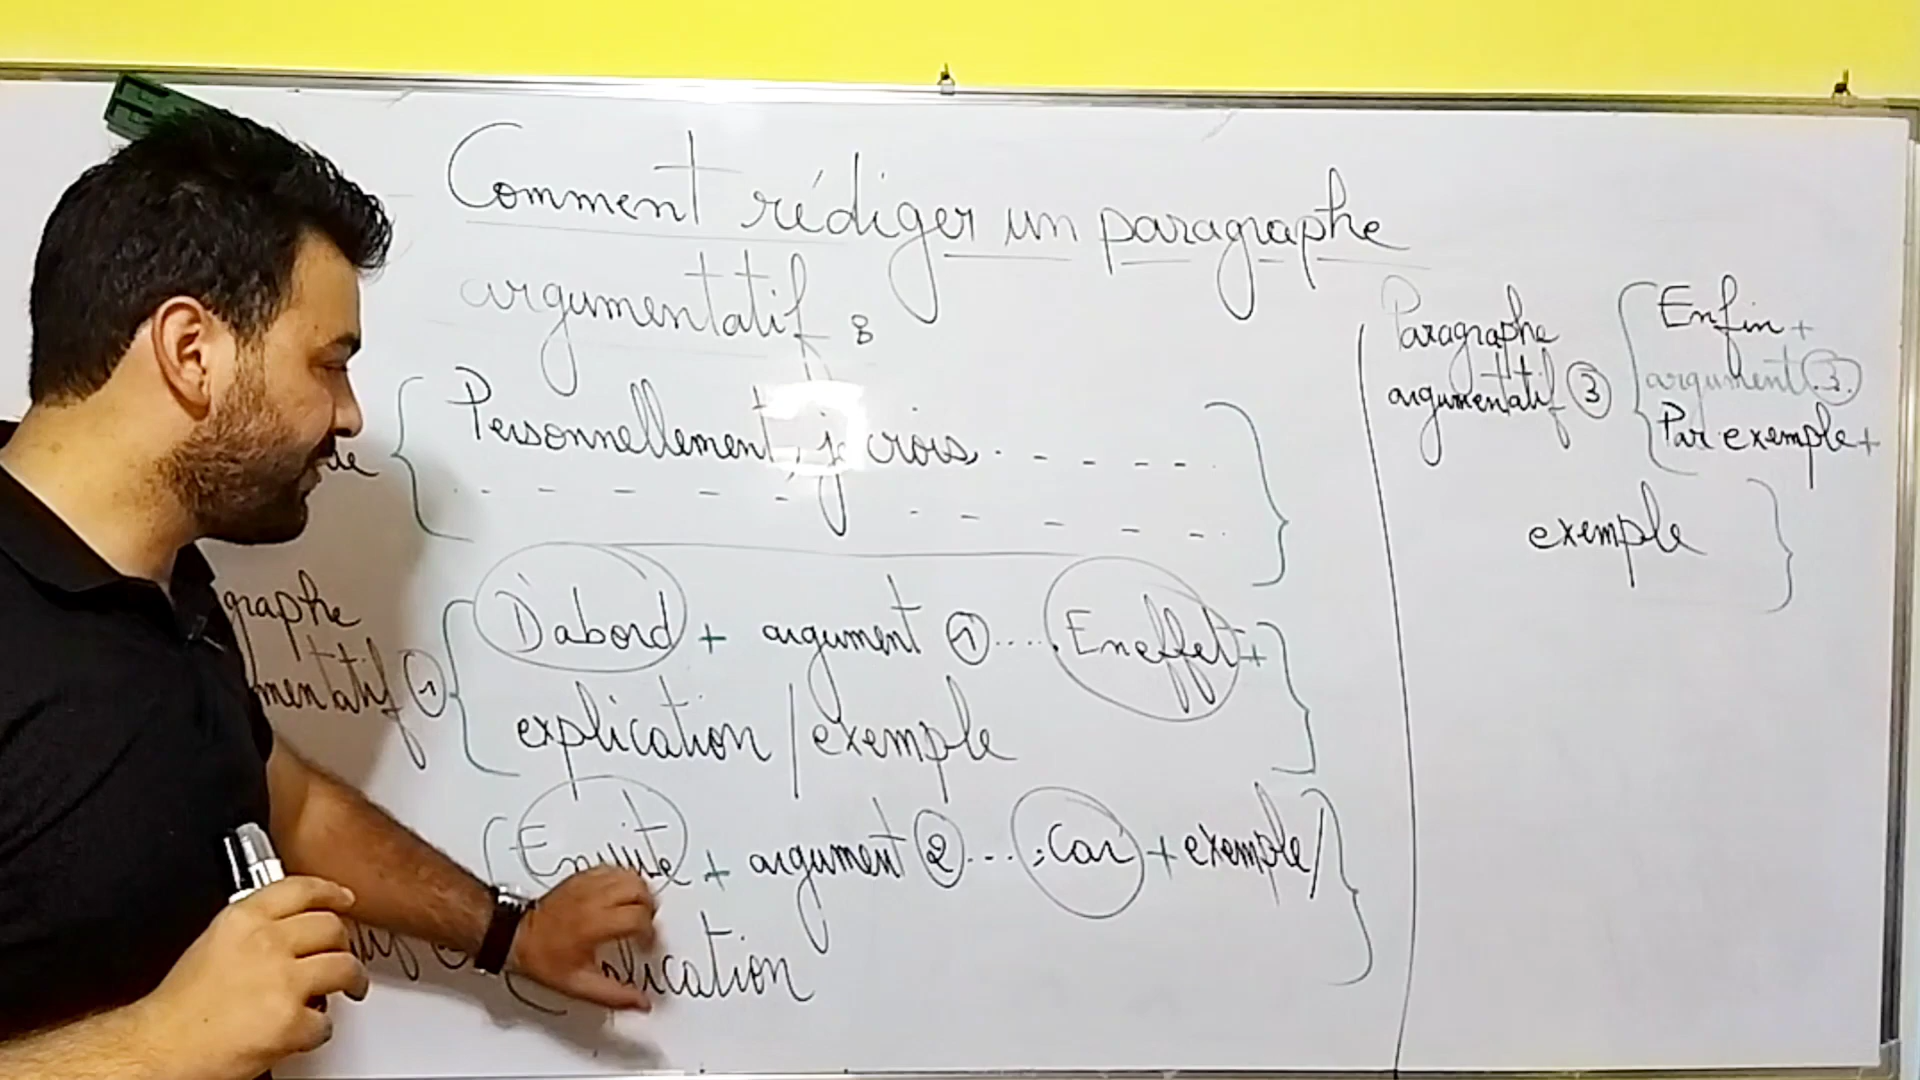 Comment rédiger un paragraphe
argumentatif :
Personnellement, je crois . - - - -
D'abord + argument ① ..... En effet +
graphe
mentatif ①
explication / exemple
Ensuite + argument ② ... : Car + exemple /
plication
Paragraphe
argumentatif ③
Enfin +
argument ③.
Par exemple +
exemple